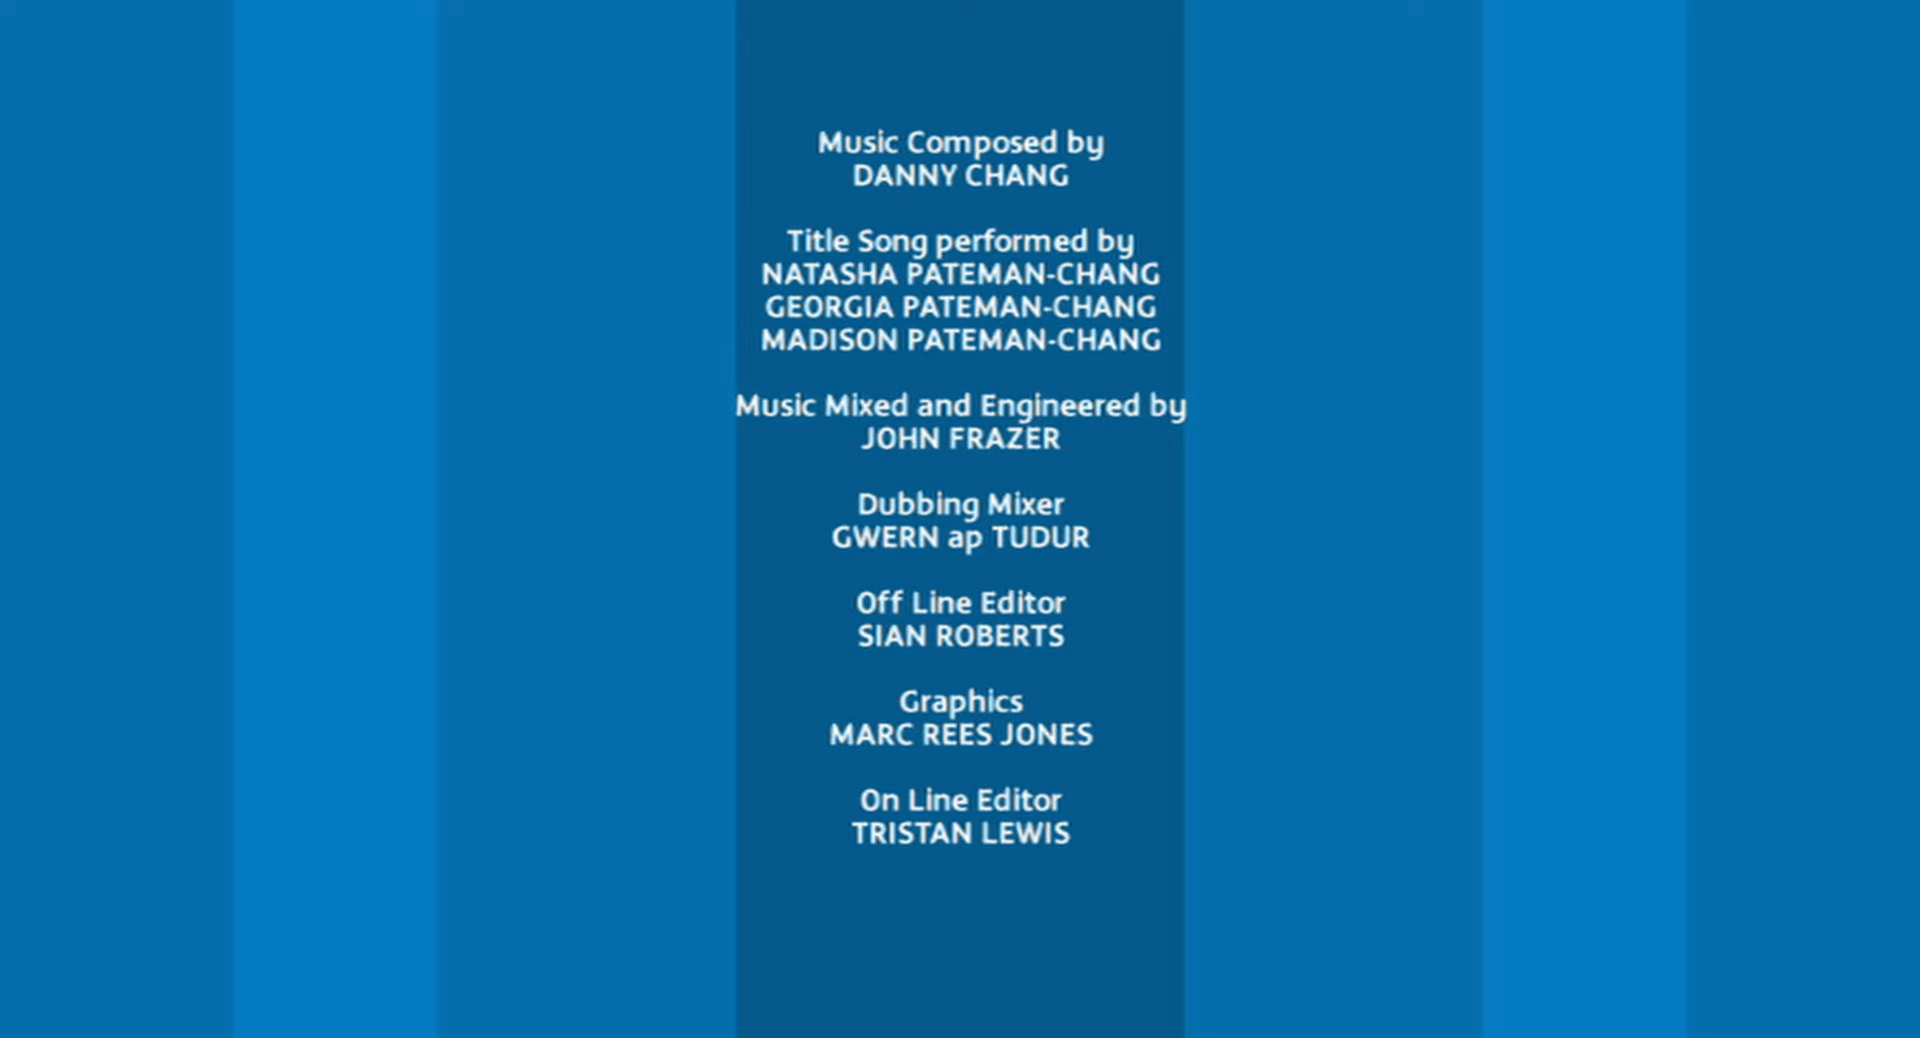 Music Composed by
DANNY CHANG
Title Song performed by
NATASHA PATEMAN-CHANG
GEORGIA PATEMAN-CHANG
MADISON PATEMAN-CHANG
Music Mixed and Engineered by
JOHN FRAZER
Dubbing Mixer
GWERN ap TUDUR
Off Line Editor
SIAN ROBERTS
Graphics
MARC REES JONES
On Line Editor
TRISTAN LEWIS